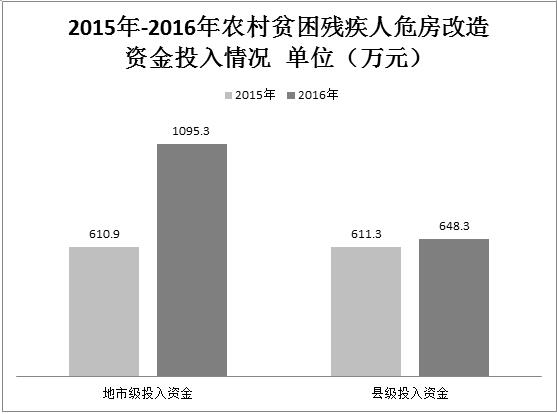 2015年-2016年农村贫困残疾人危房改造
资金投入情况 单位（万元）
2015年 2016年
1095.3
610.9
611.3
648.3
地市级投入资金 县级投入资金